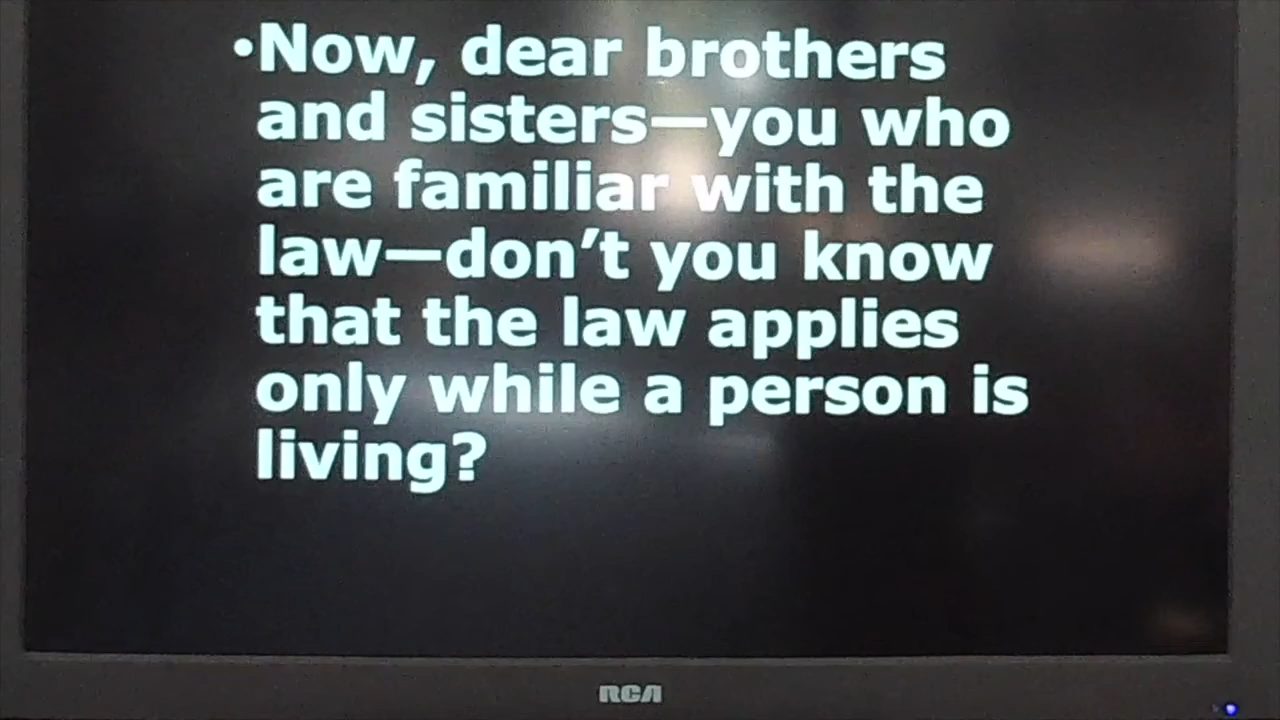 •Now, dear brothers
and sisters—you who
are familiar with the
law—don’t you know
that the law applies
only while a person is
living?
RCA